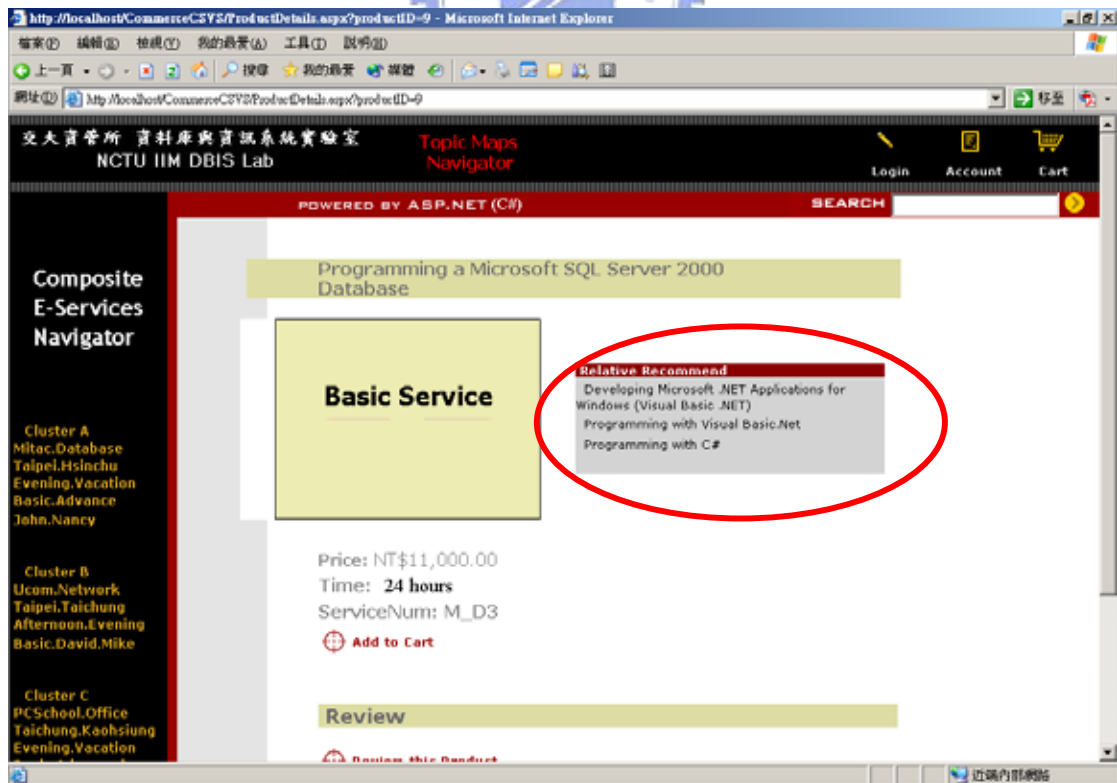 http://localhost/CommerceCSVS/ProductDetails.aspx?productID=9 - Microsoft Internet Explorer
檔案(F) 編輯(E) 檢視(V) 我的最愛(A) 工具(T) 說明(H)
上一頁 搜尋 我的最愛 媒體
網址(D) http://localhost/CommerceCSVS/ProductDetails.aspx?productID=9 移至
交大資管所 資料庫與資訊系統實驗室
NCTU IIM DBIS Lab
Topic Maps
Navigator
Login Account Cart
POWERED BY ASP.NET (C#) SEARCH
Composite
E-Services
Navigator
Programming a Microsoft SQL Server 2000
Database
Basic Service
Relative Recommend
Developing Microsoft .NET Applications for
Windows (Visual Basic .NET)
Programming with Visual Basic.Net
Programming with C#
Cluster A
Mitac.Database
Taipei.Hsinchu
Evening.Vacation
Basic.Advance
John.Nancy
Price: NT$11,000.00
Time: 24 hours
ServiceNum: M_D3
Add to Cart
Cluster B
Ucom.Network
Taipei.Taichung
Afternoon.Evening
Basic.David.Mike
Cluster C
PCSchool.Office
Taichung.Kaohsiung
Evening.Vacation
Review
Review this Product
近端內部網路